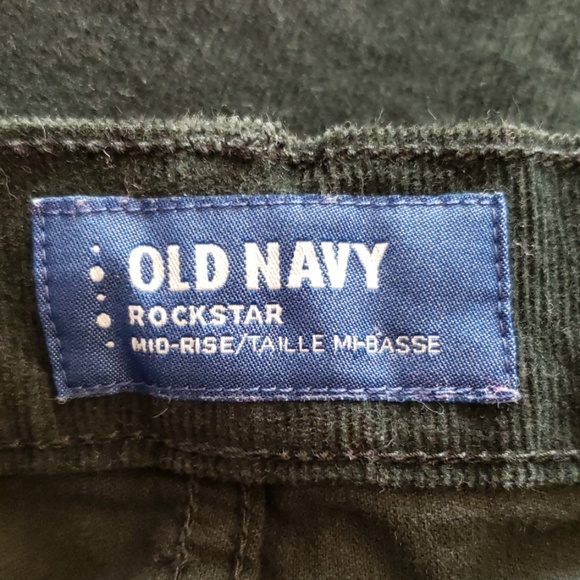 OLD NAVY
ROCKSTAR
MID-RISE/TAILLE MI-BASSE